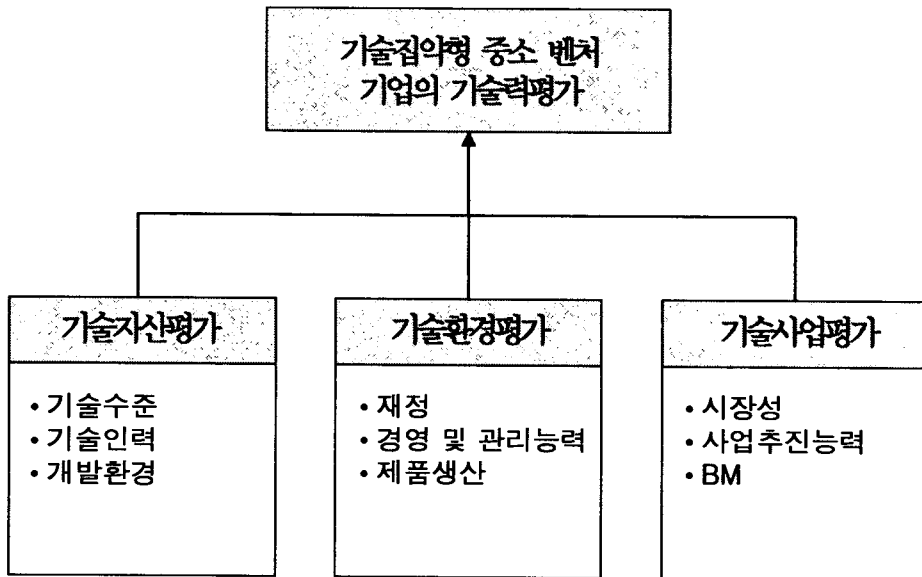 기술집약형 중소 벤처
기업의 기술력평가
기술자산평가
• 기술수준
• 기술인력
• 개발환경
기술환경평가
• 재정
• 경영 및 관리능력
• 제품생산
기술사업평가
• 시장성
• 사업추진능력
• BM